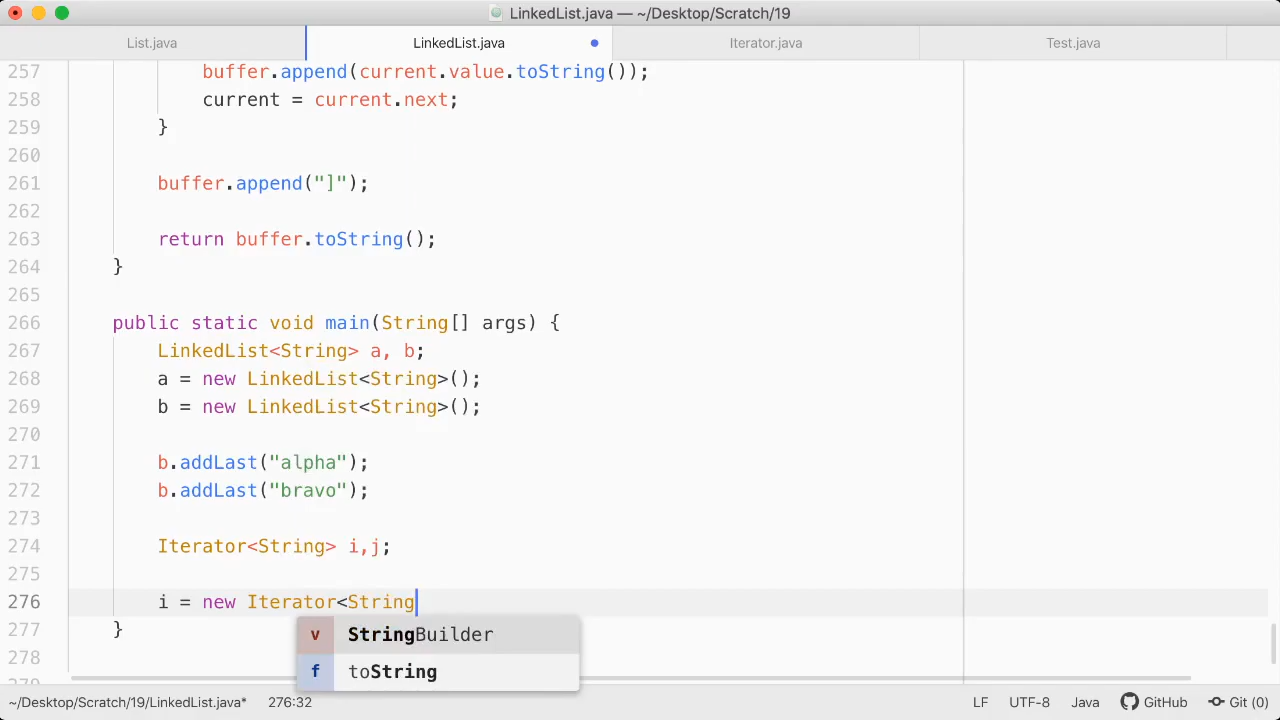 LinkedList.java — ~/Desktop/Scratch/19
List.java LinkedList.java Iterator.java Test.java
257 buffer.append(current.value.toString());
258 current = current.next;
259 }
260
261 buffer.append("]");
262
263 return buffer.toString();
264 }
265
266 public static void main(String[] args) {
267 LinkedList<String> a, b;
268 a = new LinkedList<String>();
269 b = new LinkedList<String>();
270
271 b.addLast("alpha");
272 b.addLast("bravo");
273
274 Iterator<String> i,j;
275
276 i = new Iterator<String
277 }
v StringBuilder
278
f toString
~/Desktop/Scratch/19/LinkedList.java* 276:32 LF UTF-8 Java GitHub Git (0)